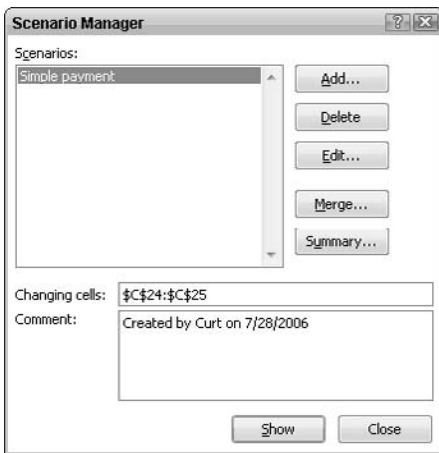 Scenario Manager
Scenarios:
Simple payment
Add...
Delete
Edit...
Merge...
Summary...
Changing cells: $C$24:$C$25
Comment: Created by Curt on 7/28/2006
Show Close